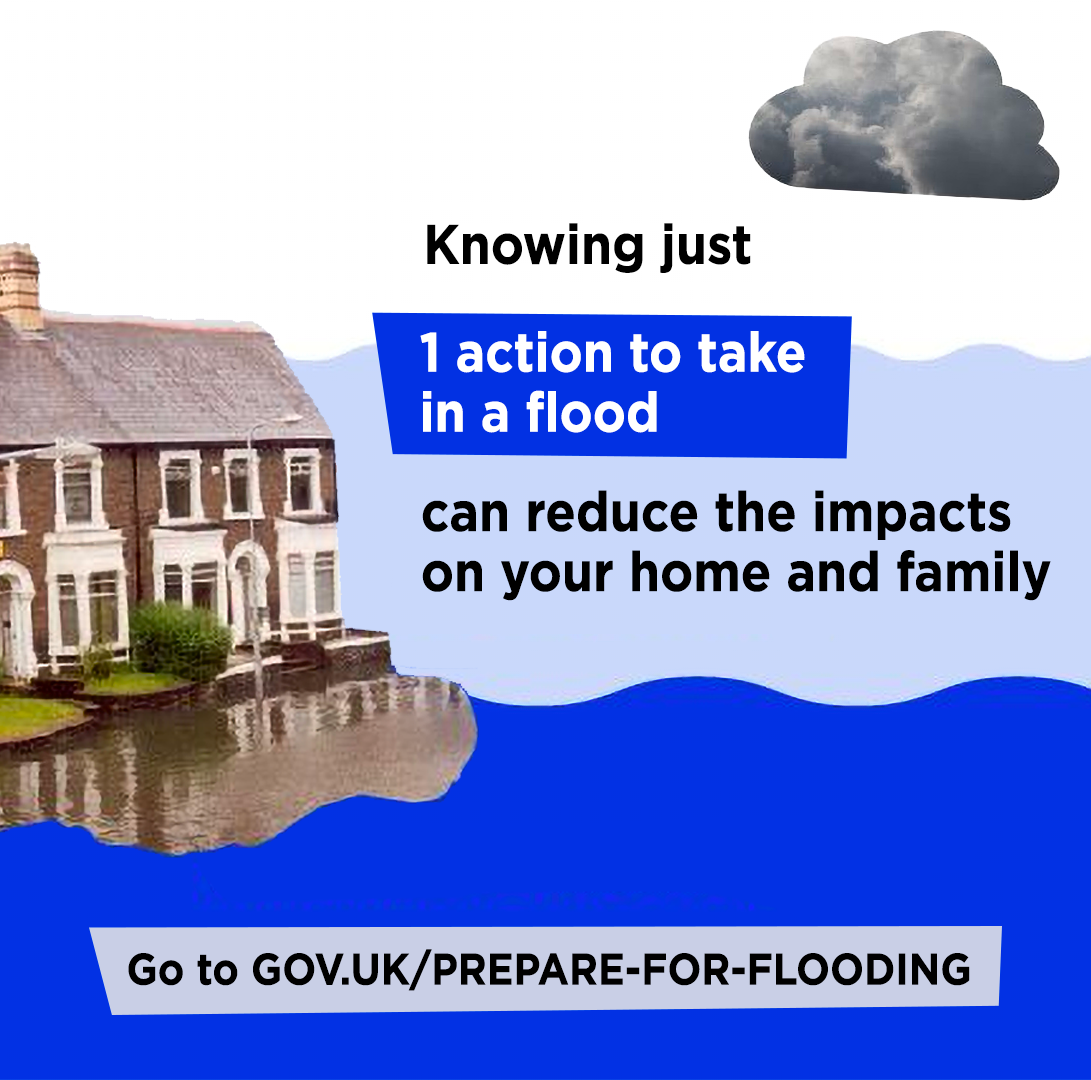 Knowing just
1 action to take
in a flood
can reduce the impacts
on your home and family
Go to GOV.UK/PREPARE-FOR-FLOODING